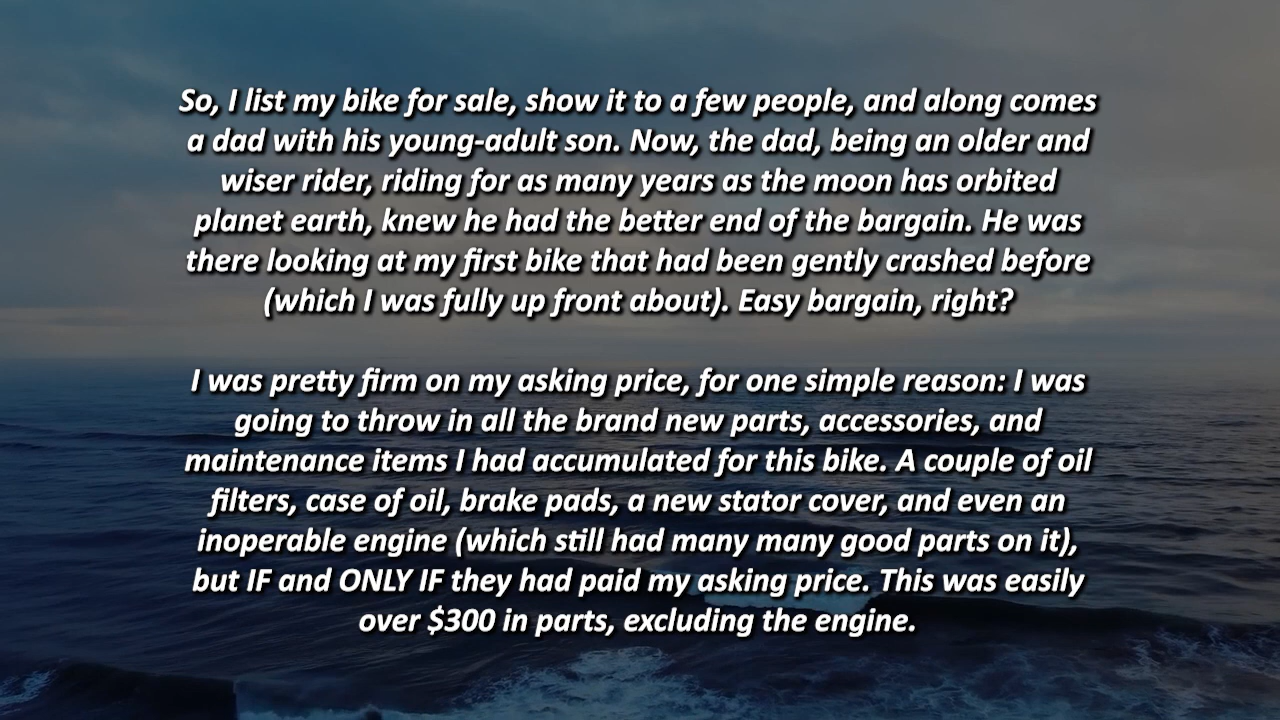 So, I list my bike for sale, show it to a few people, and along comes
a dad with his young-adult son. Now, the dad, being an older and
wiser rider, riding for as many years as the moon has orbited
planet earth, knew he had the better end of the bargain. He was
there looking at my first bike that had been gently crashed before
(which I was fully up front about). Easy bargain, right?
I was pretty firm on my asking price, for one simple reason: I was
going to throw in all the brand new parts, accessories, and
maintenance items I had accumulated for this bike. A couple of oil
filters, case of oil, brake pads, a new stator cover, and even an
inoperable engine (which still had many many good parts on it),
but IF and ONLY IF they had paid my asking price. This was easily
over $300 in parts, excluding the engine.